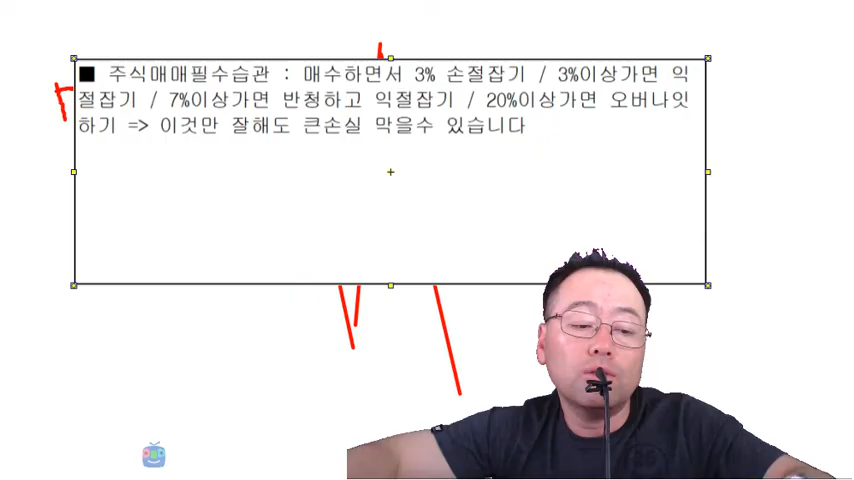 ■ 주식매매필수습관 : 매수하면서 3% 손절잡기 / 3%이상가면 익
절잡기 / 7%이상가면 반청하고 익절잡기 / 20%이상가면 오버나잇
하기 => 이것만 잘해도 큰손실 막을수 있습니다